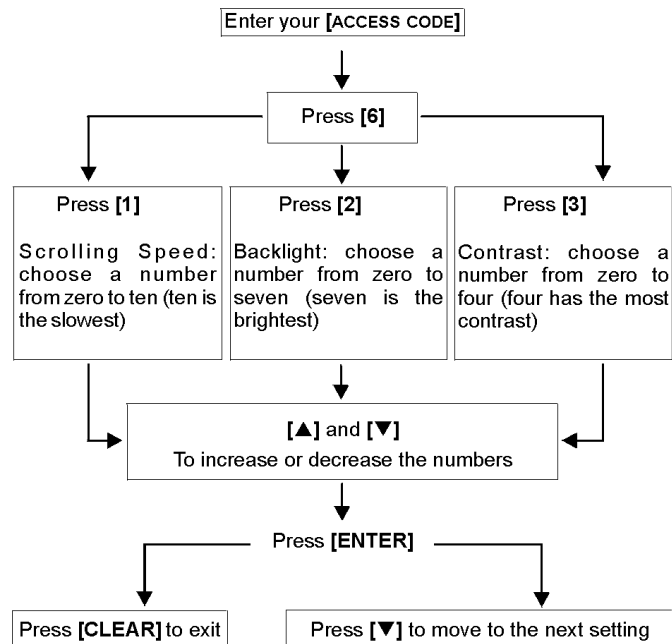 Enter your [ACCESS CODE]
Press [6]
Press [1]
Scrolling Speed:
choose a number
from zero to ten (ten is
the slowest)
Press [2]
Backlight: choose a
number from zero to
seven (seven is the
brightest)
Press [3]
Contrast: choose a
number from zero to
four (four has the most
contrast)
[▲] and [▼]
To increase or decrease the numbers
Press [ENTER]
Press [CLEAR] to exit
Press [▼] to move to the next setting